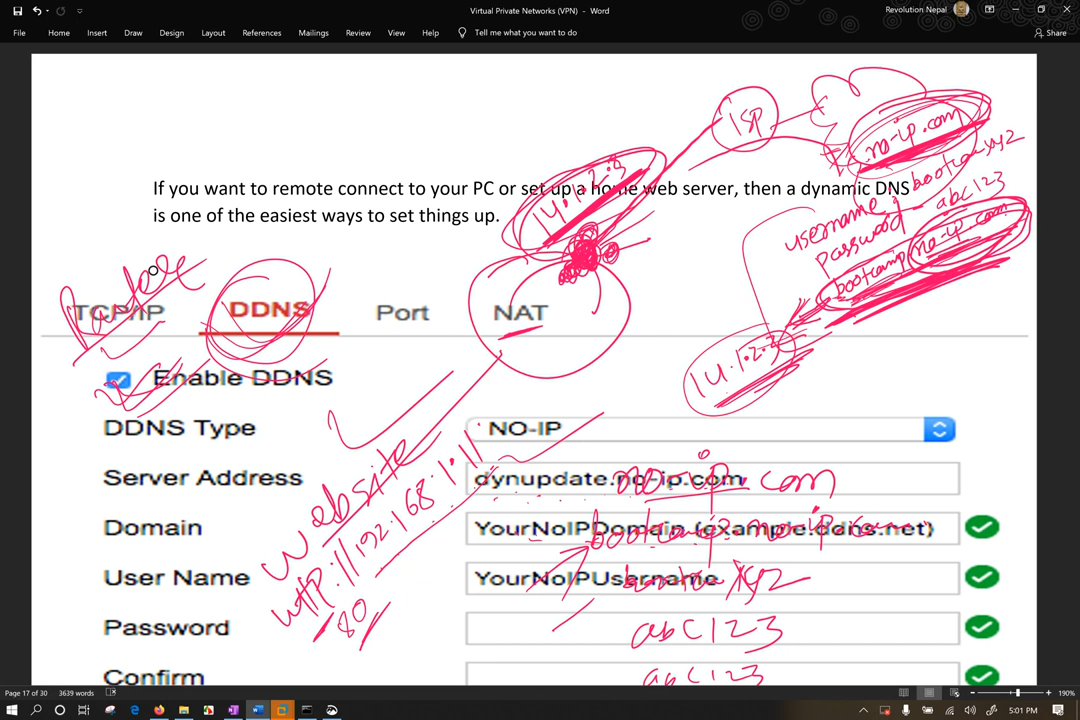 Virtual Private Networks (VPN) - Word
Revolution Nepal
File Home Insert Draw Design Layout References Mailings Review View Help Tell me what you want to do Share
ISP
no-ip.com
If you want to remote connect to your PC or set up a home web server, then a dynamic DNS
is one of the easiest ways to set things up.
14.1.2.3
username: bootcamxyz
password - abc123
bootcamp no-ip.com
TCP/IP DDNS Port NAT
14.1.2.3
Enable DDNS
DDNS Type NO-IP
Server Address dynupdate.no-ip.com
no-ip.com
Domain YourNoIPDomain (example.ddns.net)
bootcamp.no-ip.com
User Name YourNoIPUsername
xyz
Website
http://192.168.1.11
80
Password abc123
Confirm abc123
Page 17 of 30 3639 words 190%
5:01 PM